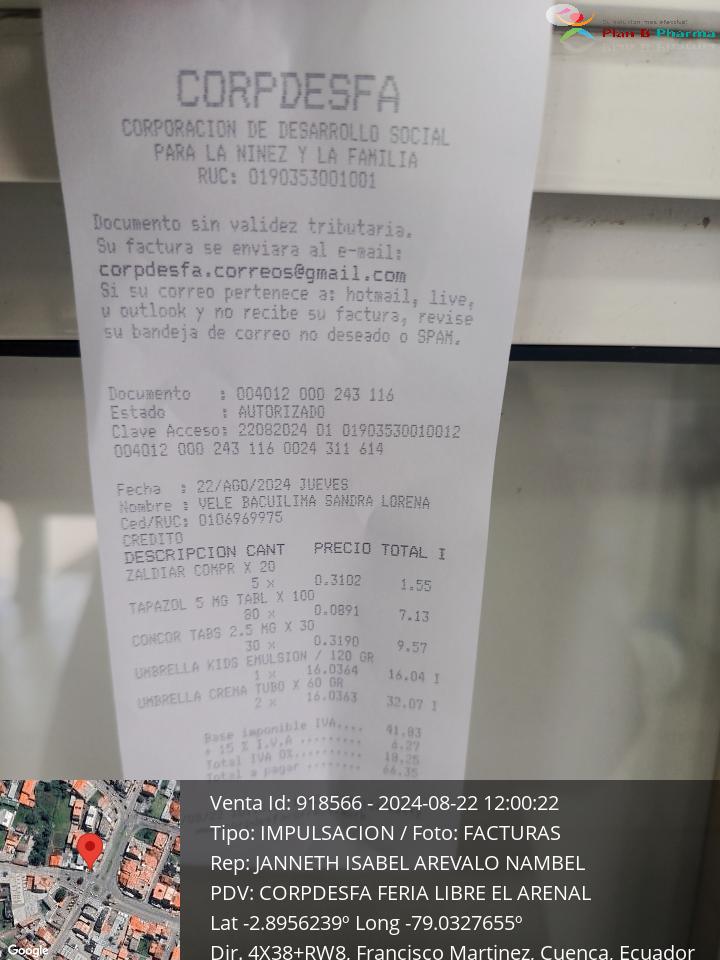 Su solucion mas efectiva!
Plan B Pharma
CORPDESFA
CORPORACION DE DESARROLLO SOCIAL
PARA LA NINEZ Y LA FAMILIA
RUC: 0190353001001
Documento sin validez tributaria.
Su factura se enviara al e-mail:
corpdesfa.correos@gmail.com
Si su correo pertenece a: hotmail, live,
u outlook y no recibe su factura, revise
su bandeja de correo no deseado o SPAM.
Documento : 004012 000 243 116
Estado : AUTORIZADO
Clave Acceso: 22082024 01 01903530010012
004012 000 243 116 0024 311 614
Fecha : 22/AGO/2024 JUEVES
Nombre : VELE BACUILIMA SANDRA LORENA
Ced/RUC: 0106969975
CREDITO
DESCRIPCION CANT PRECIO TOTAL I
ZALDIAR COMPR X 20
5 x 0.3102 1.55
TAPAZOL 5 MG TABL X 100
80 x 0.0891 7.13
CONCOR TABS 2.5 MG X 30
30 x 0.3190 9.57
UMBRELLA KIDS EMULSION / 120 GR
1 x 16.0364 16.04 I
UMBRELLA CREMA TUBO X 60 GR
2 x 16.0363 32.07 I
Base imponible IVA.... 41.83
+ 15 % I.V.A ......... 6.27
Total IVA 0%.......... 18.25
Total a pagar ........ 66.35
Venta Id: 918566 - 2024-08-22 12:00:22
Tipo: IMPULSACION / Foto: FACTURAS
Rep: JANNETH ISABEL AREVALO NAMBEL
PDV: CORPDESFA FERIA LIBRE EL ARENAL
Lat -2.8956239º Long -79.0327655º
Dir. 4X38+RW8, Francisco Martinez, Cuenca, Ecuador
Google